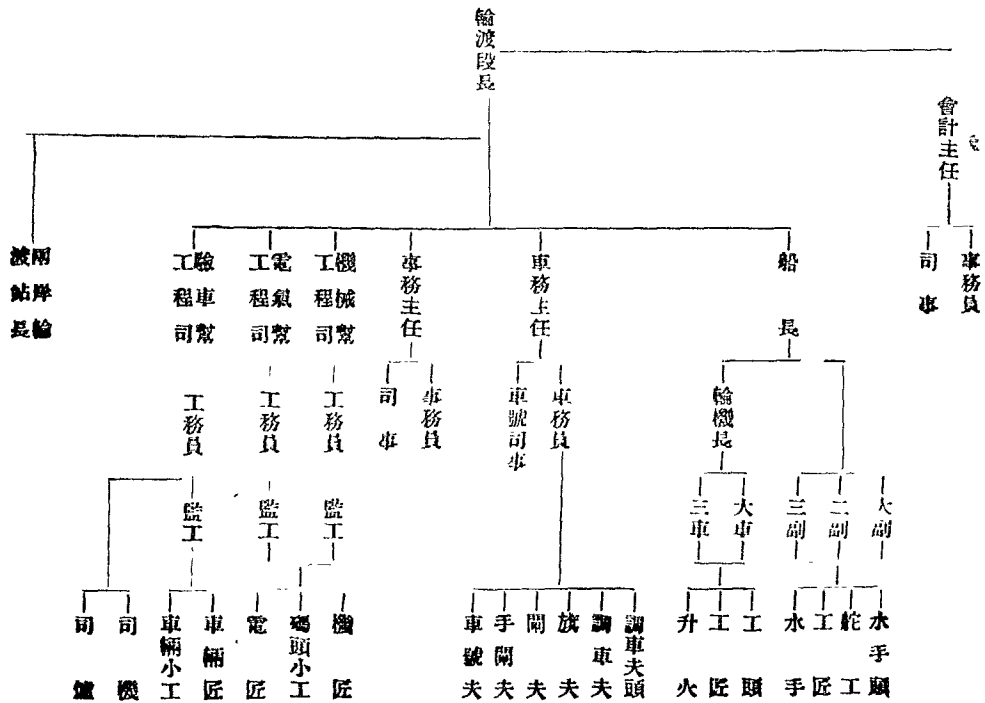 輪渡段長
會計主任
事務員
司事
船長
車務主任
事務主任
機械幫工程司
電氣幫工程司
驗車幫工程司
兩岸輪渡站長
輪機長
車務員
車號司事
事務員
司事
工務員
工務員
工務員
大副
二副
三副
大車
三車
監工
監工
監工
水手頭
舵工
工匠
水手
工頭
工匠
升火
調車夫頭
調車夫
旗夫
閘夫
手閘夫
車號夫
機匠
碼頭小工
電匠
車輛匠
車輛小工
司機
司爐